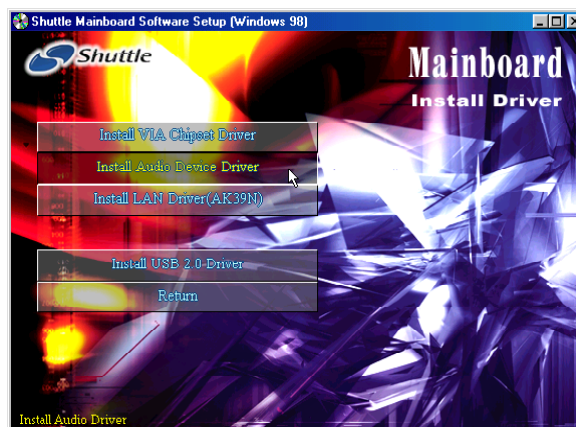 Shuttle Mainboard Software Setup (Windows 98)
Shuttle
Mainboard
Install Driver
Install VIA Chipset Driver
Install Audio Device Driver
Install LAN Driver(AK39N)
Install USB 2.0 Driver
Return
Install Audio Driver